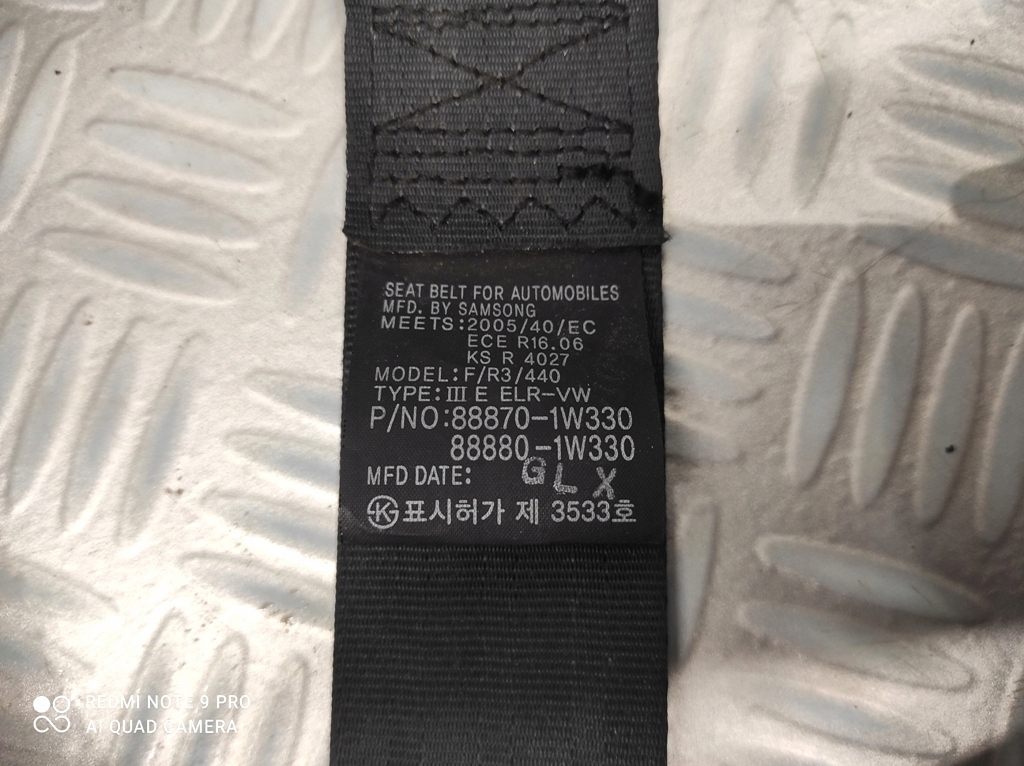 SEAT BELT FOR AUTOMOBILES
MFD. BY SAMSONG
MEETS:2005/40/EC
ECE R16.06
KS R 4027
MODEL:F/R3/440
TYPE:III E ELR-VW
P/NO:88870-1W330
88880-1W330
MFD DATE: GLX
표시허가 제 3533호
REDMI NOTE 9 PRO
AI QUAD CAMERA